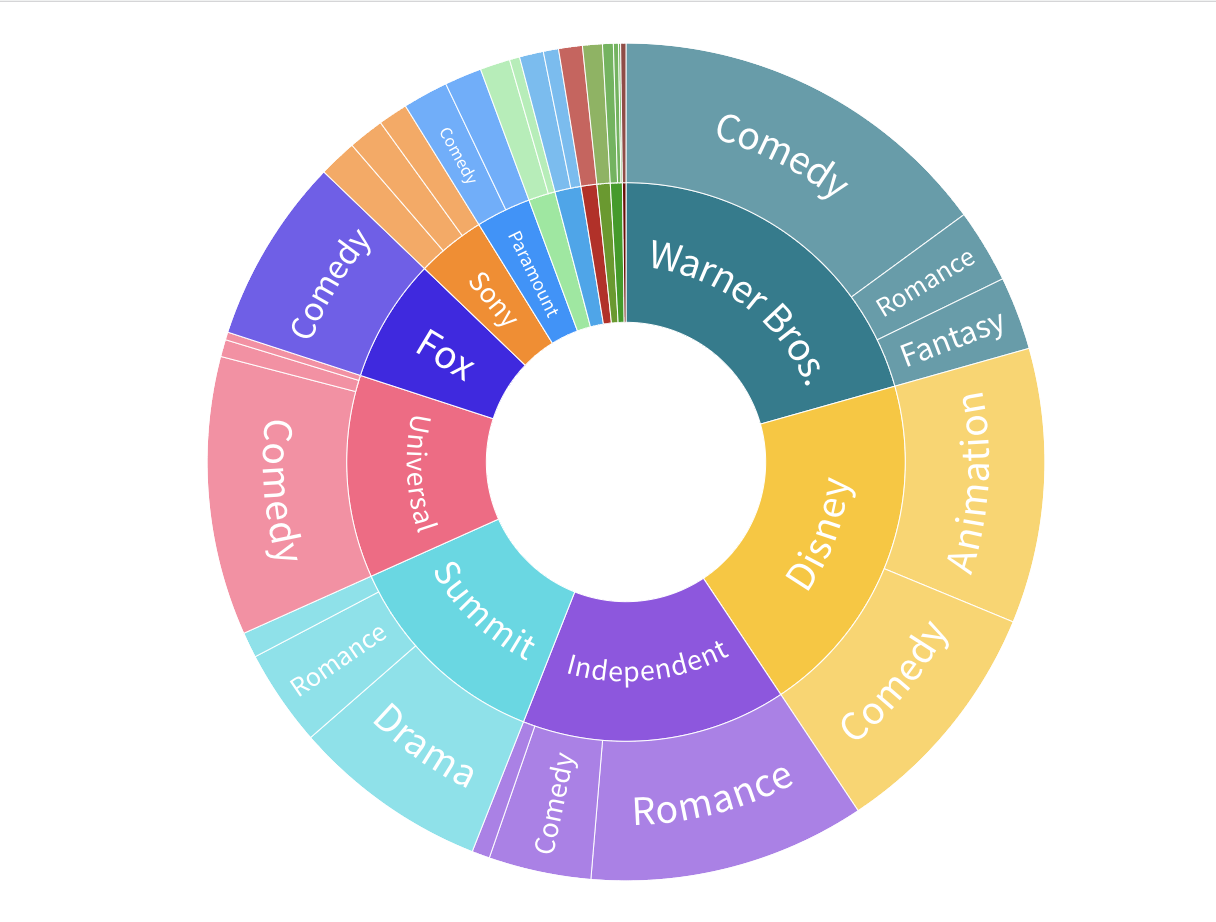 Comedy
Warner Bros.
Romance
Fantasy
Disney
Animation
Comedy
Independent
Romance
Comedy
Summit
Drama
Romance
Universal
Comedy
Fox
Comedy
Sony
Paramount
Comedy